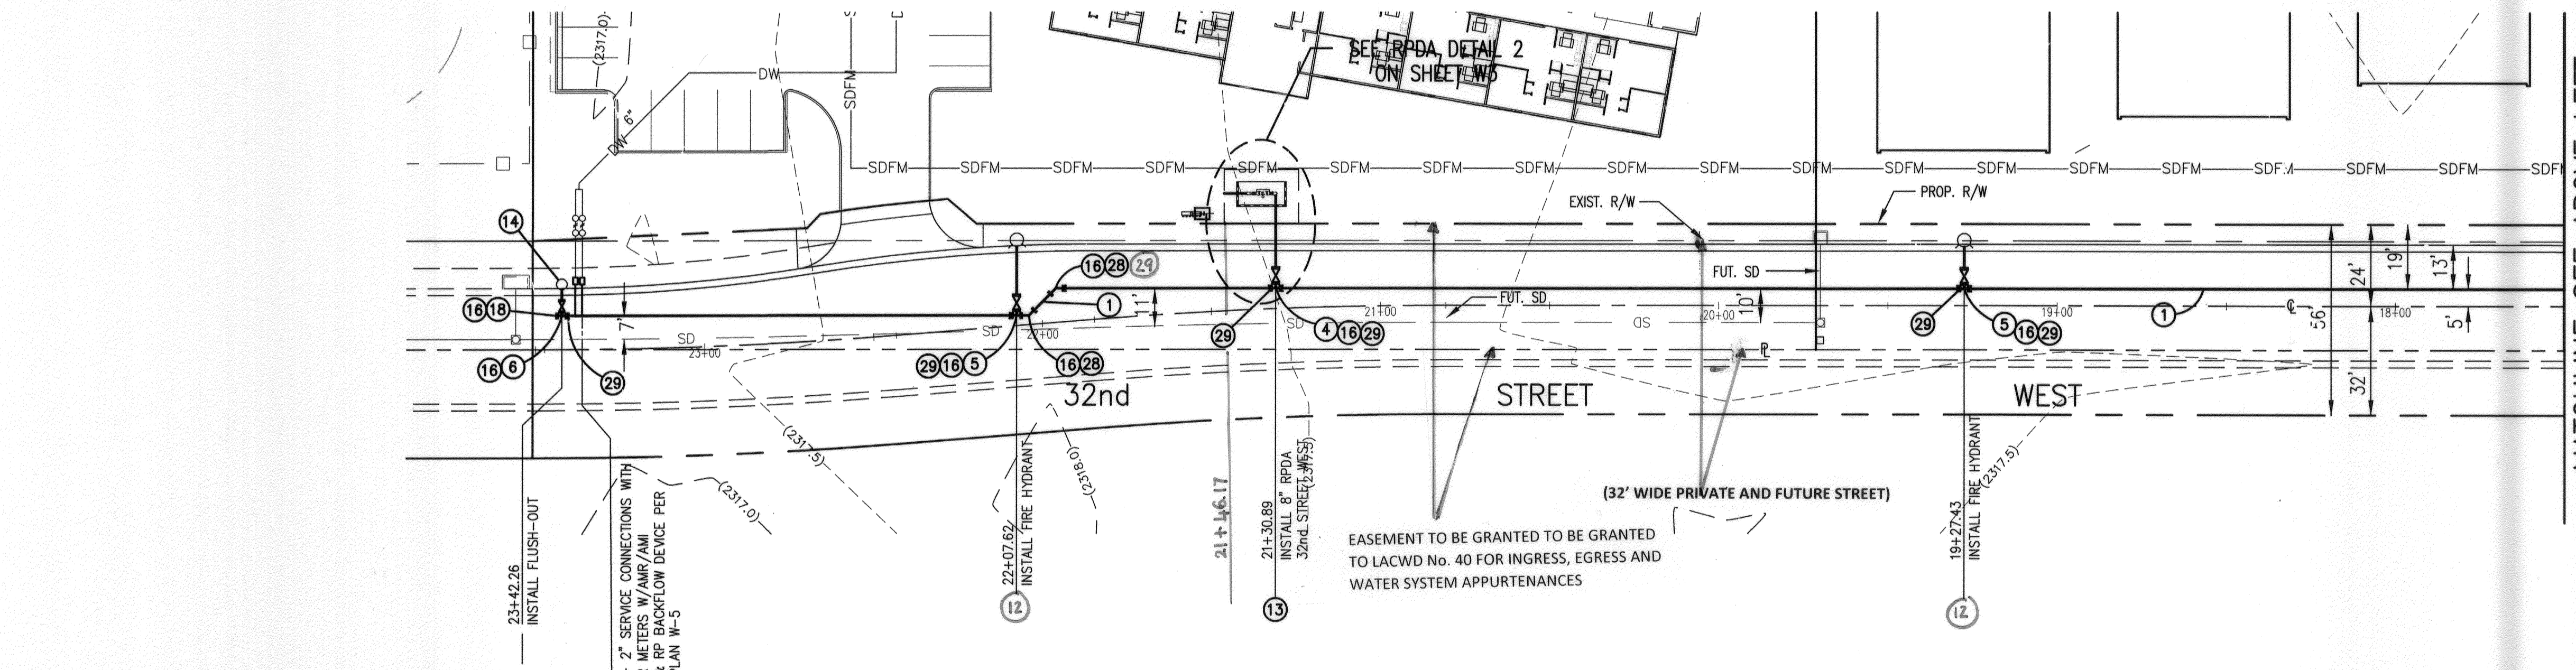 (2317.0)
DW
SDFM
6"
DW
SEE RPDA DETAIL 2
ON SHEET W3
SDFM SDFM SDFM SDFM SDFM SDFM SDFM SDFM SDFM SDFM SDFM SDFM SDFM SDFM SDFM SDFM SDFM SDFM
PROP. R/W
EXIST. R/W
14
16 28 29
1
16 18
7'
11'
FUT. SD
FUT. SD
10'
19'
24'
13'
56'
5'
32'
SD
SD
SD
SD
23+00
22+00
21+00
20+00
19+00
18+00
16 6
29
29 16 5
16 28
29
4 16 29
29
5 16 29
1
32nd STREET WEST
(2317.5)
(2317.0)
(2318.0)
(2317.5)
(2317.5)
23+42.26
INSTALL FLUSH-OUT
2" SERVICE CONNECTIONS WITH
METERS W/AMR/AMI
RP BACKFLOW DEVICE PER
PLAN W-5
22+07.62
INSTALL FIRE HYDRANT
12
21+46.17
21+30.89
INSTALL 8" RPDA
32nd STREET WEST
13
(32' WIDE PRIVATE AND FUTURE STREET)
EASEMENT TO BE GRANTED TO BE GRANTED
TO LACWD No. 40 FOR INGRESS, EGRESS AND
WATER SYSTEM APPURTENANCES
19+27.43
INSTALL FIRE HYDRANT
12